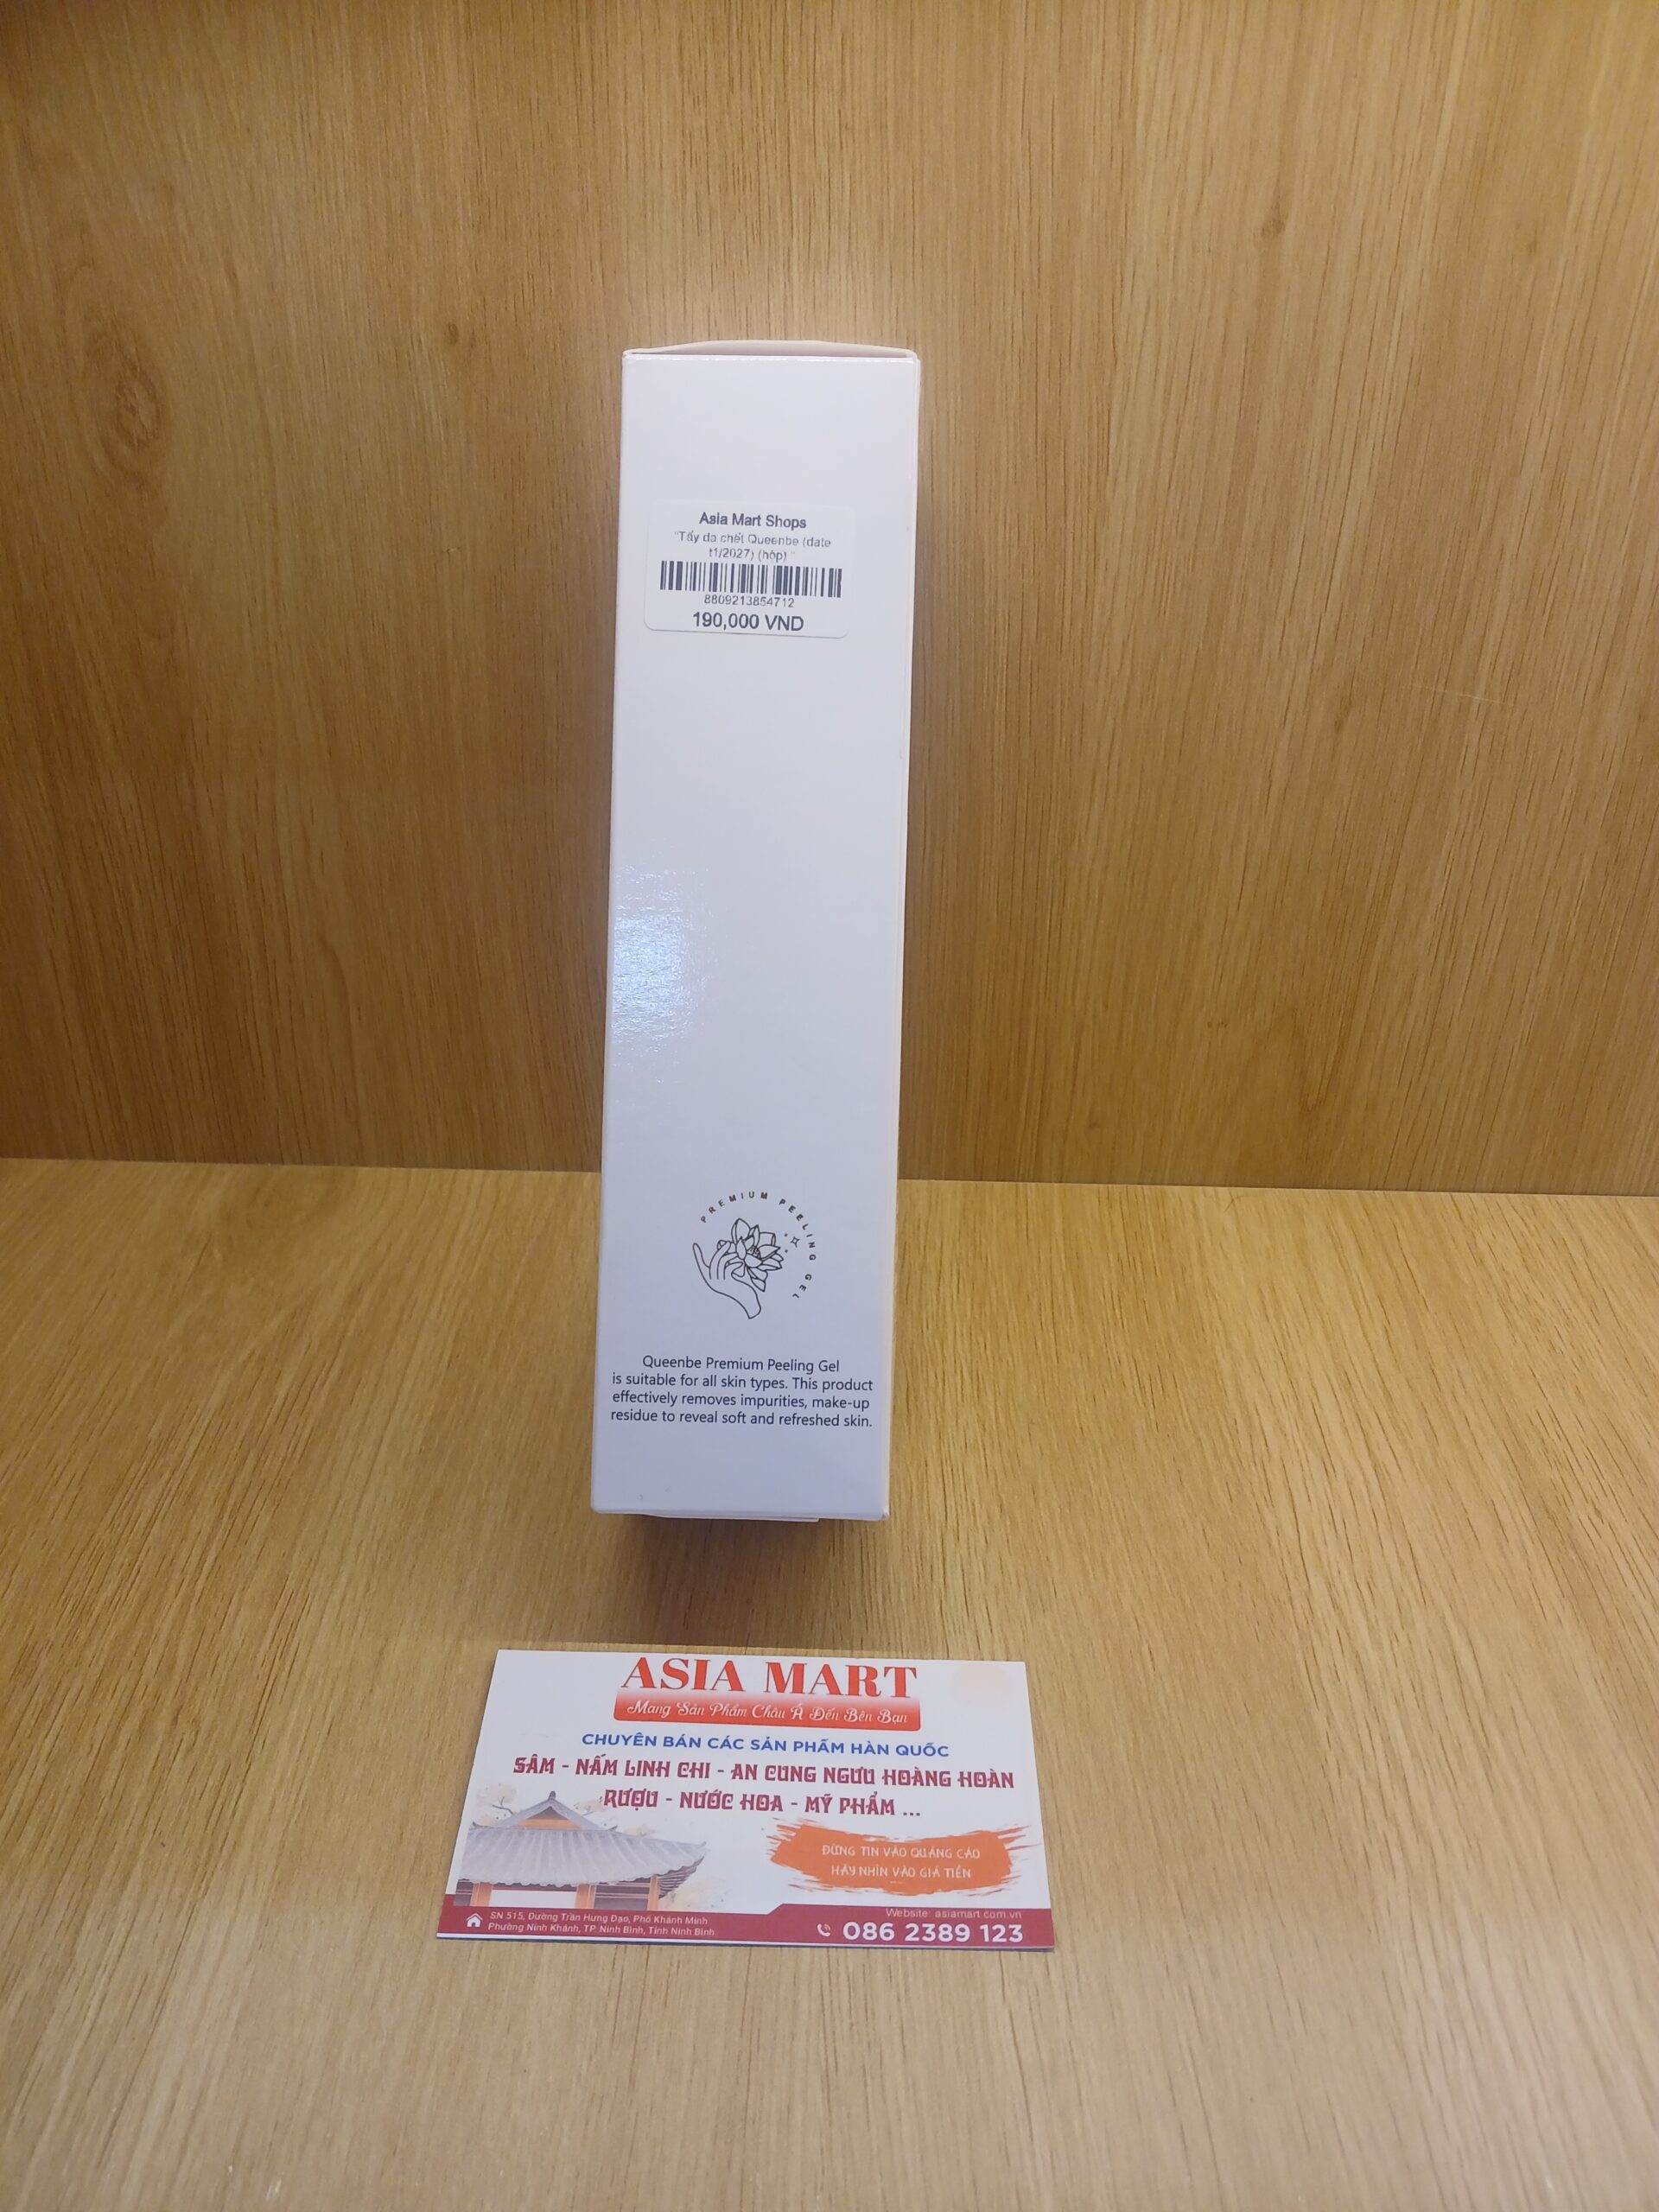 Asia Mart Shops
"Tẩy da chết Queenbe (date
t1/2027) (hộp) "
8809213854712
190,000 VND
PREMIUM PEELING GEL
Queenbe Premium Peeling Gel
is suitable for all skin types. This product
effectively removes impurities, make-up
residue to reveal soft and refreshed skin.
ASIA MART
Mang Sản Phẩm Châu Á Đến Bên Bạn
CHUYÊN BÁN CÁC SẢN PHẨM HÀN QUỐC
SÂM - NẤM LINH CHI - AN CUNG NGƯU HOÀNG HOÀN
RƯỢU - NƯỚC HOA - MỸ PHẨM ...
ĐỪNG TIN VÀO QUẢNG CÁO
HÃY NHÌN VÀO GIÁ TIỀN
SN 515, Đường Trần Hưng Đạo, Phố Khánh Minh
Phường Ninh Khánh, TP. Ninh Bình, Tỉnh Ninh Bình
Website: asiamart.com.vn
086 2389 123